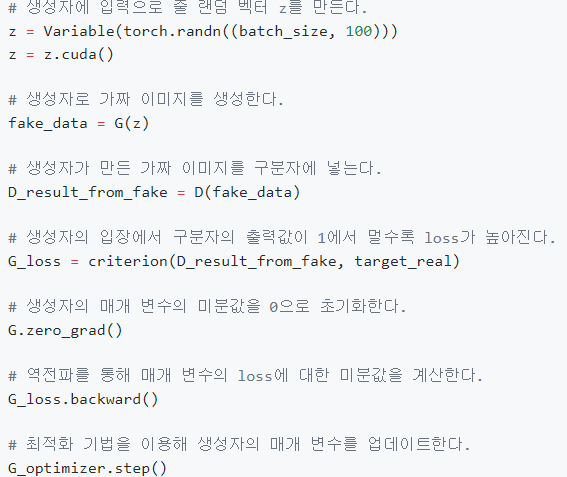 # 생성자에 입력으로 줄 랜덤 벡터 z를 만든다.
z = Variable(torch.randn((batch_size, 100)))
z = z.cuda()
# 생성자로 가짜 이미지를 생성한다.
fake_data = G(z)
# 생성자가 만든 가짜 이미지를 구분자에 넣는다.
D_result_from_fake = D(fake_data)
# 생성자의 입장에서 구분자의 출력값이 1에서 멀수록 loss가 높아진다.
G_loss = criterion(D_result_from_fake, target_real)
# 생성자의 매개 변수의 미분값을 0으로 초기화한다.
G.zero_grad()
# 역전파를 통해 매개 변수의 loss에 대한 미분값을 계산한다.
G_loss.backward()
# 최적화 기법을 이용해 생성자의 매개 변수를 업데이트한다.
G_optimizer.step()